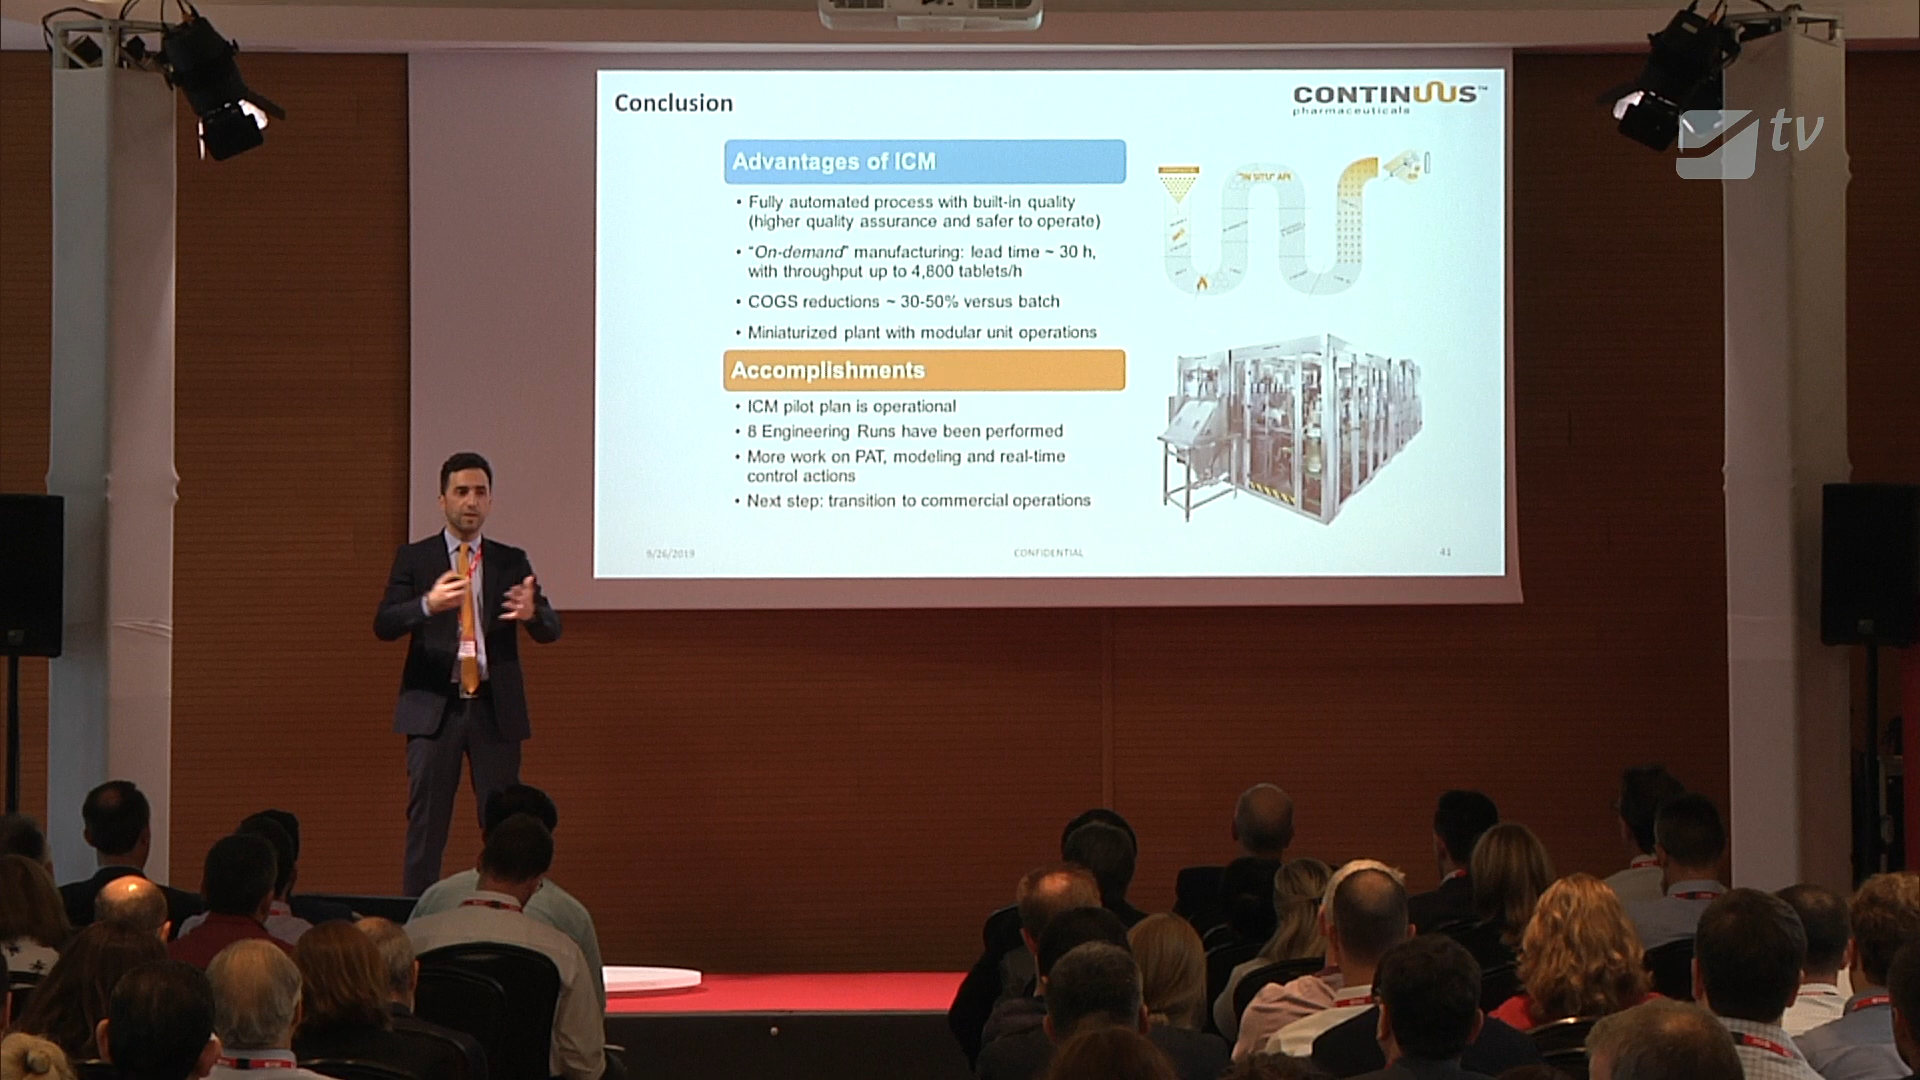 Conclusion
CONTINUUS™
pharmaceuticals
tv
Advantages of ICM
• Fully automated process with built-in quality
(higher quality assurance and safer to operate)
• "On-demand" manufacturing: lead time ~ 30 h,
with throughput up to 4,800 tablets/h
• COGS reductions ~ 30-50% versus batch
• Miniaturized plant with modular unit operations
"IN SITU" API
Accomplishments
• ICM pilot plan is operational
• 8 Engineering Runs have been performed
• More work on PAT, modeling and real-time
control actions
• Next step: transition to commercial operations
9/26/2019
CONFIDENTIAL
41